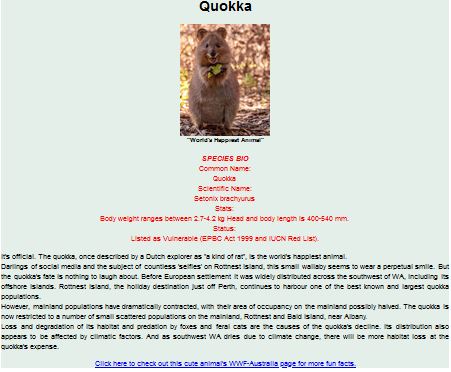 Quokka
"World's Happiest Animal"
SPECIES BIO
Common Name:
Quokka
Scientific Name:
Setonix brachyurus
Stats:
Body weight ranges between 2.7-4.2 kg Head and body length is 400-540 mm.
Status:
Listed as Vulnerable (EPBC Act 1999 and IUCN Red List).
It's official. The quokka, once described by a Dutch explorer as "a kind of rat", is the world's happiest animal.
Darlings of social media and the subject of countless 'selfies' on Rottnest Island, this small wallaby seems to wear a perpetual smile. But
the quokka's fate is nothing to laugh about. Before European settlement it was widely distributed across the southwest of WA, including its
offshore islands. Rottnest Island, the holiday destination just off Perth, continues to harbour one of the best known and largest quokka
populations.
However, mainland populations have dramatically contracted, with their area of occupancy on the mainland possibly halved. The quokka is
now restricted to a number of small scattered populations on the mainland, Rottnest and Bald Island, near Albany.
Loss and degradation of its habitat and predation by foxes and feral cats are the causes of the quokka's decline. Its distribution also
appears to be affected by climatic factors. And as southwest WA dries due to climate change, there will be more habitat loss at the
quokka's expense.
Click here to check out this cute animal's WWF-Australia page for more fun facts.